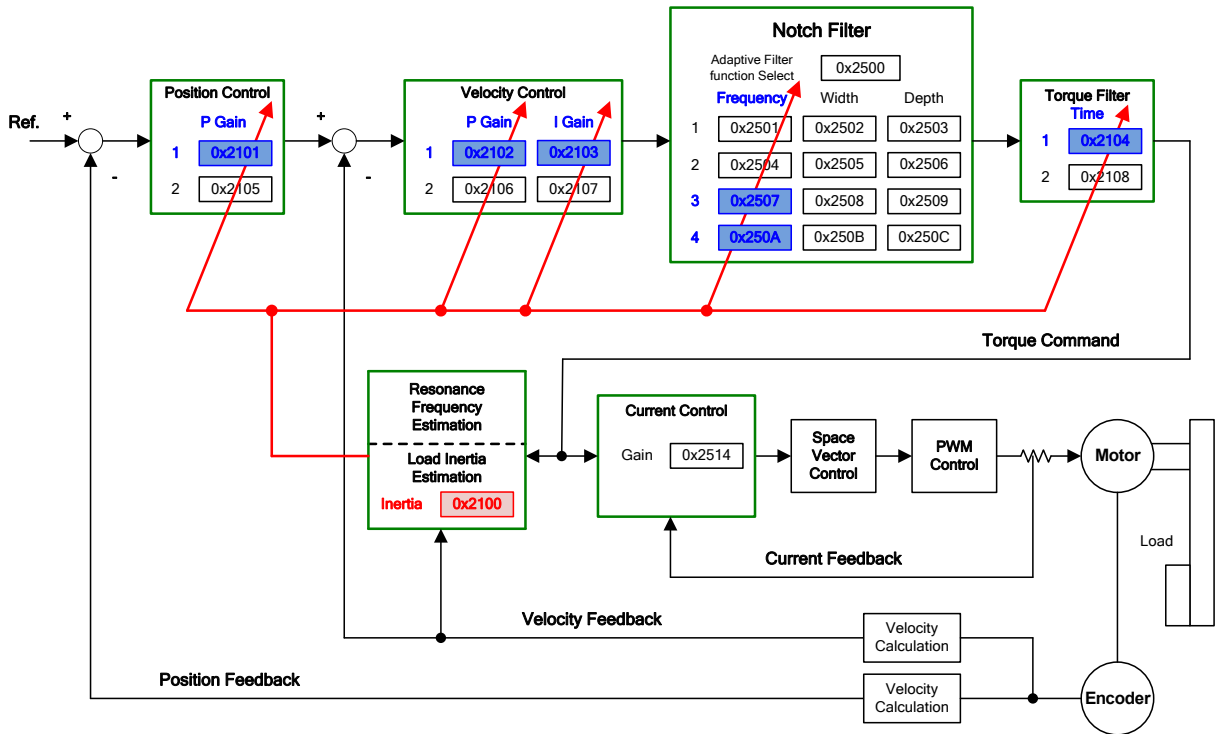 Notch Filter
Adaptive Filter
function Select
0x2500
Frequency Width Depth
1 0x2501 0x2502 0x2503
2 0x2504 0x2505 0x2506
3 0x2507 0x2508 0x2509
4 0x250A 0x250B 0x250C
Ref.
+
-
Position Control
P Gain
1 0x2101
2 0x2105
+
-
Velocity Control
P Gain I Gain
1 0x2102 0x2103
2 0x2106 0x2107
Torque Filter
Time
1 0x2104
2 0x2108
Torque Command
Resonance
Frequency
Estimation
Load Inertia
Estimation
Inertia 0x2100
Current Control
Gain 0x2514
Space
Vector
Control
PWM
Control
Motor
Load
Current Feedback
Velocity Feedback
Velocity
Calculation
Position Feedback
Velocity
Calculation
Encoder